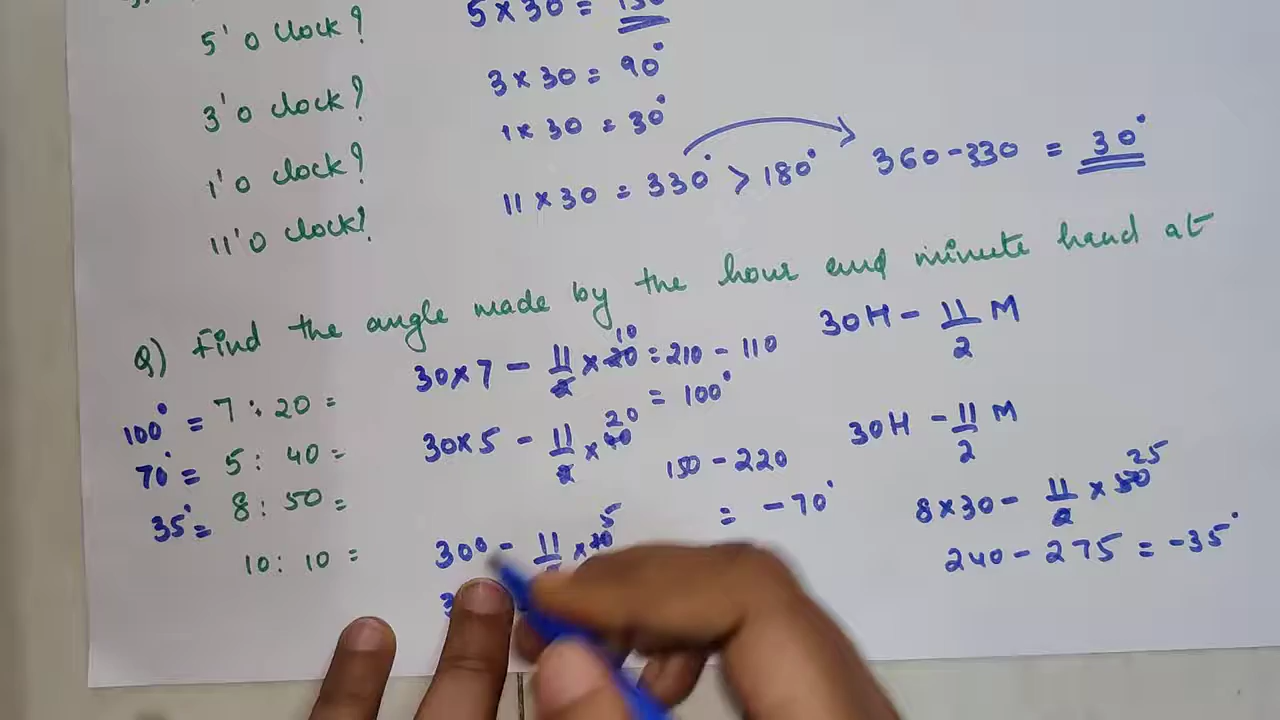 5'0 clock? 5 × 30 =
3'0 clock? 3 × 30 = 90°
1'0 clock? 1 × 30 = 30°
11'0 clock? 11 × 30 = 330° > 180° 360 - 330 = 30°
Q) Find the angle made by the hour and minute hand at
30H - 11/2 M
100° = 7 : 20 = 30×7 - 11/2 × 20 10 = 210 - 110
= 100°
70° = 5 : 40 = 30×5 - 11/2 × 40 20
150 - 220
= -70°
30H - 11/2 M
35° = 8 : 50 =
8×30 - 11/2 × 50 25
240 - 275 = -35°
10 : 10 = 300 - 11/2 × 10 5